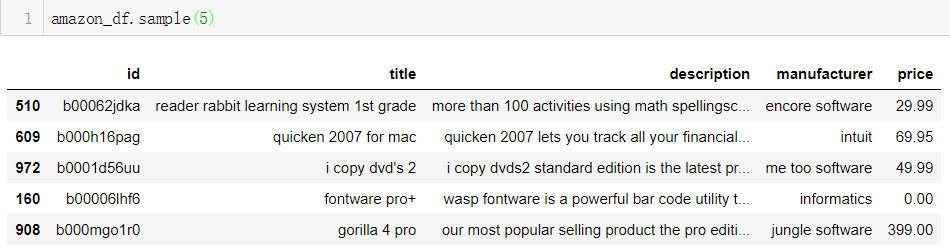 1 amazon_df.sample(5)
id title description manufacturer price
510 b00062jdka reader rabbit learning system 1st grade more than 100 activities using math spellingsc... encore software 29.99
609 b000h16pag quicken 2007 for mac quicken 2007 lets you track all your financial... intuit 69.95
972 b0001d56uu i copy dvd's 2 i copy dvds2 standard edition is the latest pr... me too software 49.99
160 b00006lhf6 fontware pro+ wasp fontware is a powerful bar code utility t... informatics 0.00
908 b000mgo1r0 gorilla 4 pro our most popular selling product the pro editi... jungle software 399.00